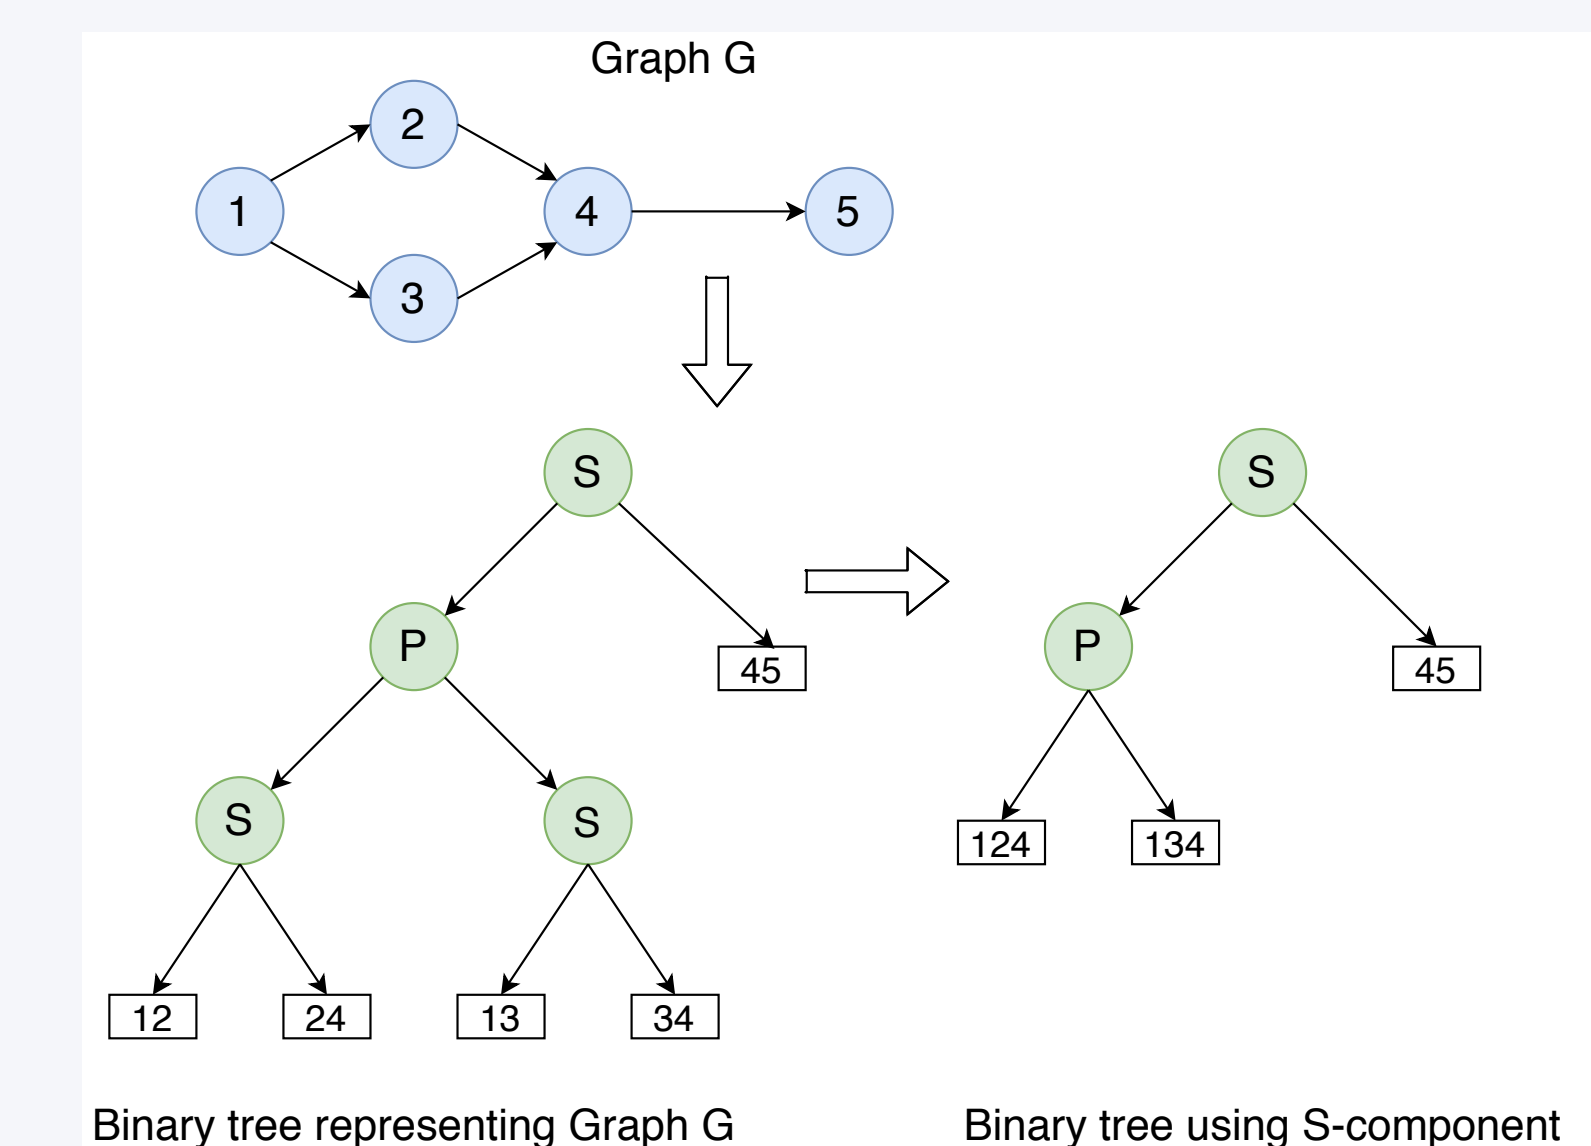 Graph G
2
1
4
5
3
S
S
P
45
P
45
S
S
124
134
12
24
13
34
Binary tree representing Graph G
Binary tree using S-component